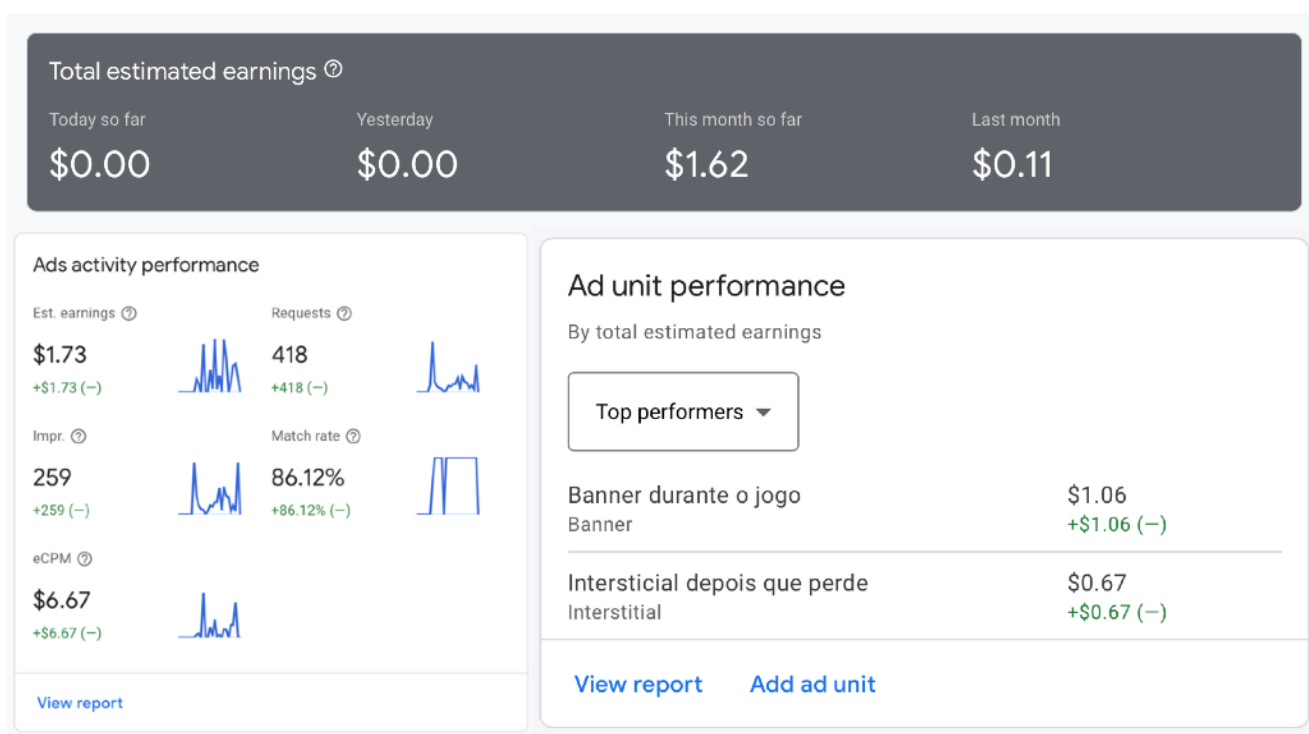 Total estimated earnings
Today so far
$0.00
Yesterday
$0.00
This month so far
$1.62
Last month
$0.11
Ads activity performance
Est. earnings
$1.73
+$1.73 (—)
Requests
418
+418 (—)
Impr.
259
+259 (—)
Match rate
86.12%
+86.12% (—)
eCPM
$6.67
+$6.67 (—)
View report
Ad unit performance
By total estimated earnings
Top performers
Banner durante o jogo
Banner
$1.06
+$1.06 (—)
Intersticial depois que perde
Interstitial
$0.67
+$0.67 (—)
View report
Add ad unit